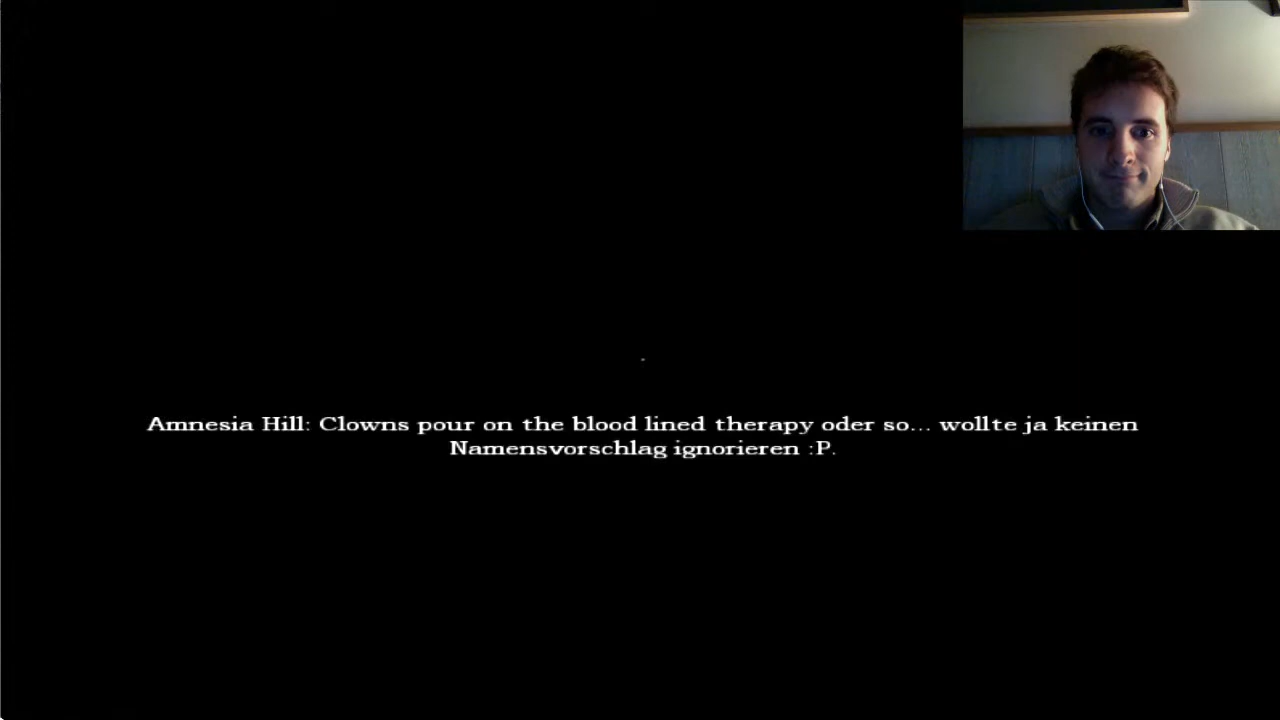 Amnesia Hill: Clowns pour on the blood lined therapy oder so... wollte ja keinen
Namensvorschlag ignorieren :P.